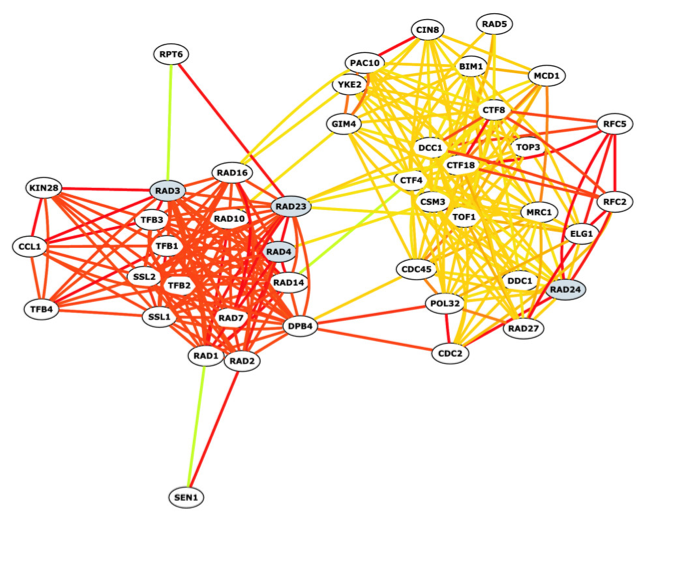 CIN8
RAD5
RPT6
PAC10
BIM1
MCD1
YKE2
CTF8
GIM4
RFC5
DCC1
TOP3
CTF18
RAD16
CTF4
KIN28
RAD3
RAD23
CSM3
RFC2
TFB3
RAD10
TOF1
MRC1
ELG1
CCL1
TFB1
RAD4
CDC45
SSL2
TFB2
RAD14
DDC1
RAD24
TFB4
SSL1
RAD7
DPB4
POL32
RAD27
RAD1
RAD2
CDC2
SEN1